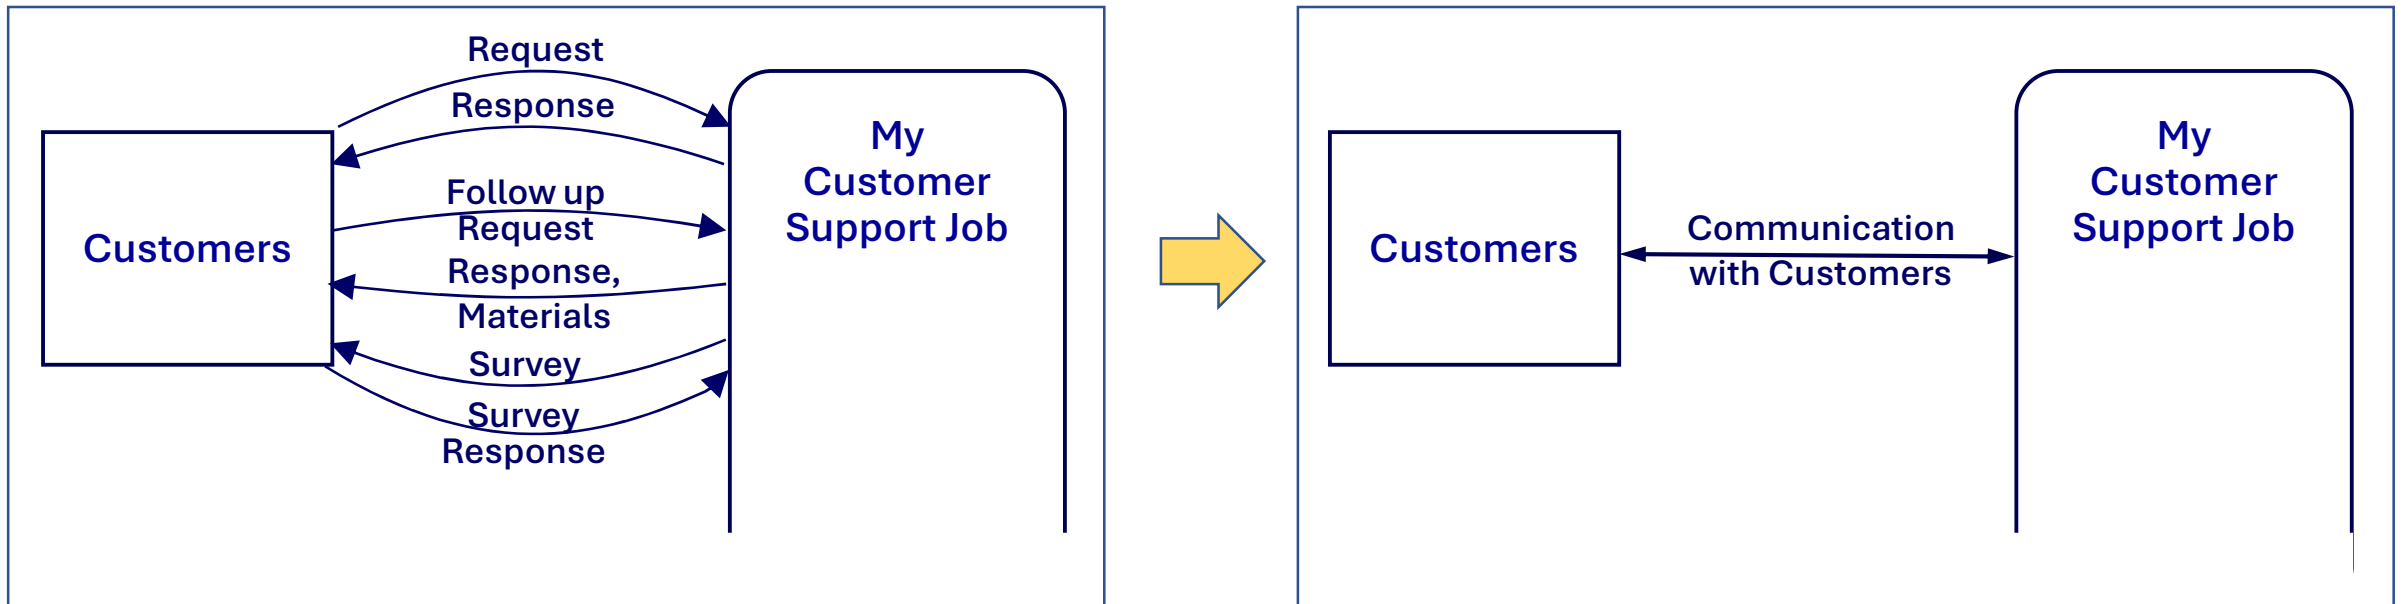 Request
Response
Follow up
Request
Response,
Materials
Survey
Survey
Response
Customers
My
Customer
Support Job
Customers
Communication
with Customers
My
Customer
Support Job